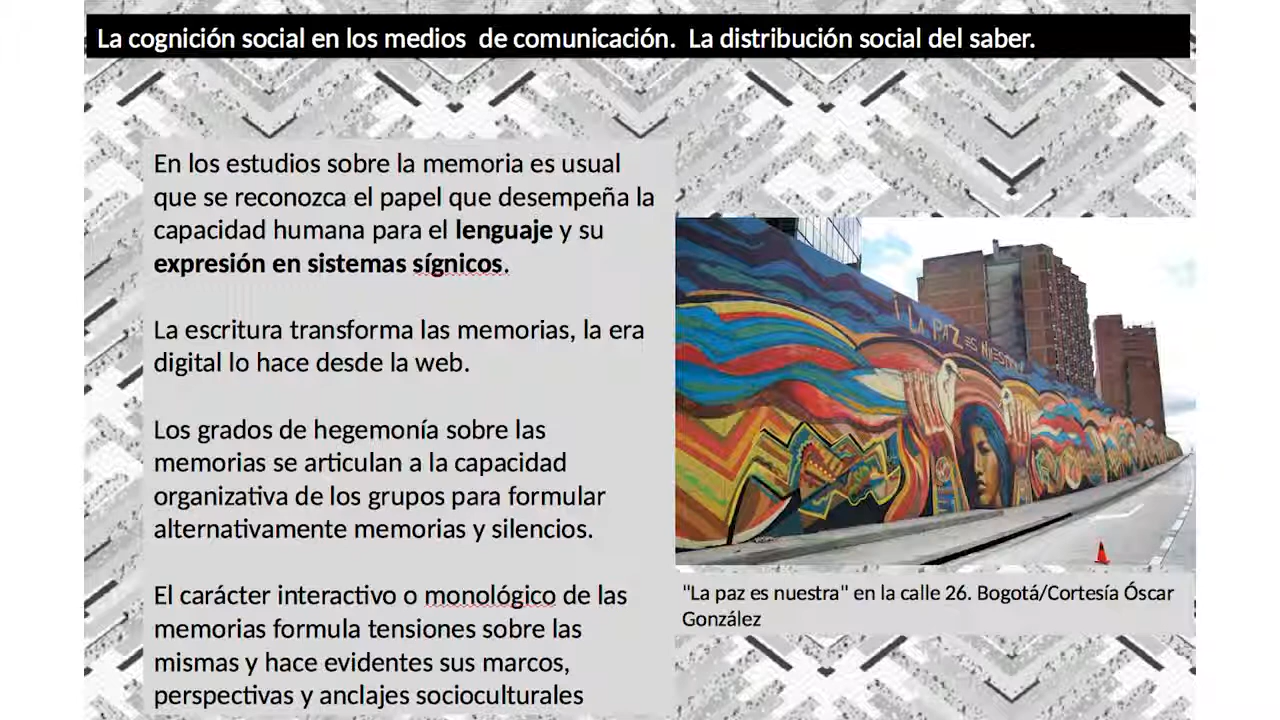 La cognición social en los medios  de comunicación.  La distribución social del saber.
En los estudios sobre la memoria es usual
que se reconozca el papel que desempeña la
capacidad humana para el lenguaje y su
expresión en sistemas sígnicos.
La escritura transforma las memorias, la era
digital lo hace desde la web.
Los grados de hegemonía sobre las
memorias se articulan a la capacidad
organizativa de los grupos para formular
alternativamente memorias y silencios.
El carácter interactivo o monológico de las
memorias formula tensiones sobre las
mismas y hace evidentes sus marcos,
perspectivas y anclajes socioculturales
¡LA PAZ ES NUESTRA!
"La paz es nuestra" en la calle 26. Bogotá/Cortesía Óscar
González